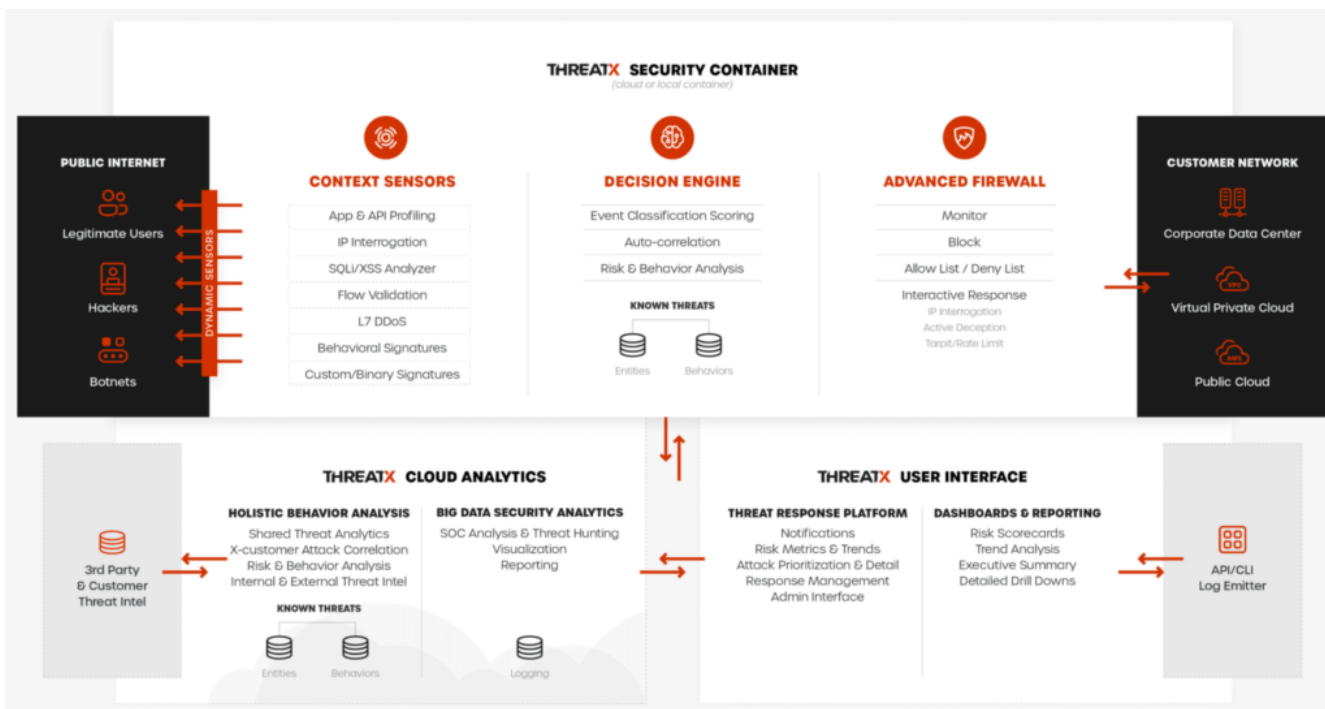 THREATX SECURITY CONTAINER
(cloud or local container)
PUBLIC INTERNET
Legitimate Users
Hackers
Botnets
DYNAMIC SENSORS
CONTEXT SENSORS
App & API Profiling
IP Interrogation
SQLi/XSS Analyzer
Flow Validation
L7 DDoS
Behavioral Signatures
Custom/Binary Signatures
DECISION ENGINE
Event Classification Scoring
Auto-correlation
Risk & Behavior Analysis
KNOWN THREATS
Entities
Behaviors
ADVANCED FIREWALL
Monitor
Block
Allow List / Deny List
Interactive Response
IP Interrogation
Active Deception
Tarpit/Rate Limit
CUSTOMER NETWORK
Corporate Data Center
VPC
Virtual Private Cloud
Public Cloud
3rd Party
& Customer
Threat Intel
THREATX CLOUD ANALYTICS
HOLISTIC BEHAVIOR ANALYSIS
Shared Threat Analytics
X-customer Attack Correlation
Risk & Behavior Analysis
Internal & External Threat Intel
KNOWN THREATS
Entities
Behaviors
BIG DATA SECURITY ANALYTICS
SOC Analysis & Threat Hunting
Visualization
Reporting
Logging
THREATX USER INTERFACE
THREAT RESPONSE PLATFORM
Notifications
Risk Metrics & Trends
Attack Prioritization & Detail
Response Management
Admin Interface
DASHBOARDS & REPORTING
Risk Scorecards
Trend Analysis
Executive Summary
Detailed Drill Downs
API/CLI
Log Emitter